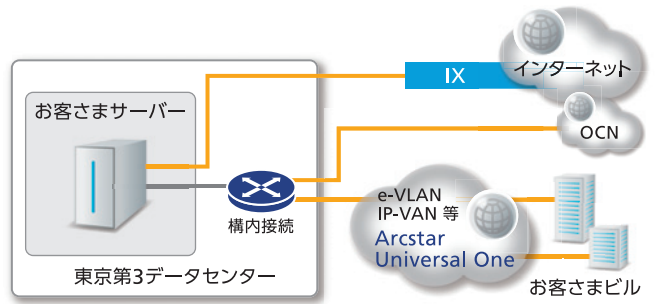 IX
インターネット
お客さまサーバー
OCN
構内接続
e-VLAN
IP-VAN 等
Arcstar
Universal One
東京第3データセンター
お客さまビル